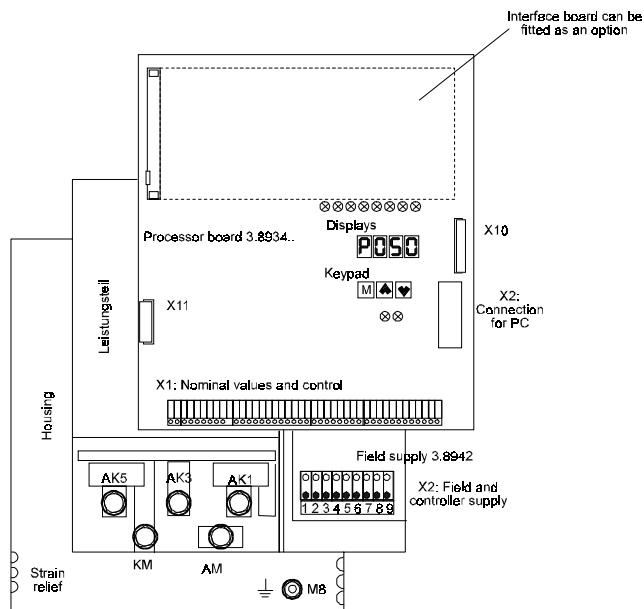 Interface board can be
fitted as an option
Displays
Processor board 3.8934..
P050
X10
Keypad
M
X2:
Connection
for PC
X11
Leistungsteil
X1: Nominal values and control
Housing
Field supply 3.8942
AK5
AK3
AK1
X2: Field and
controller supply
1 2 3 4 5 6 7 8 9
KM
AM
Strain
relief
M8